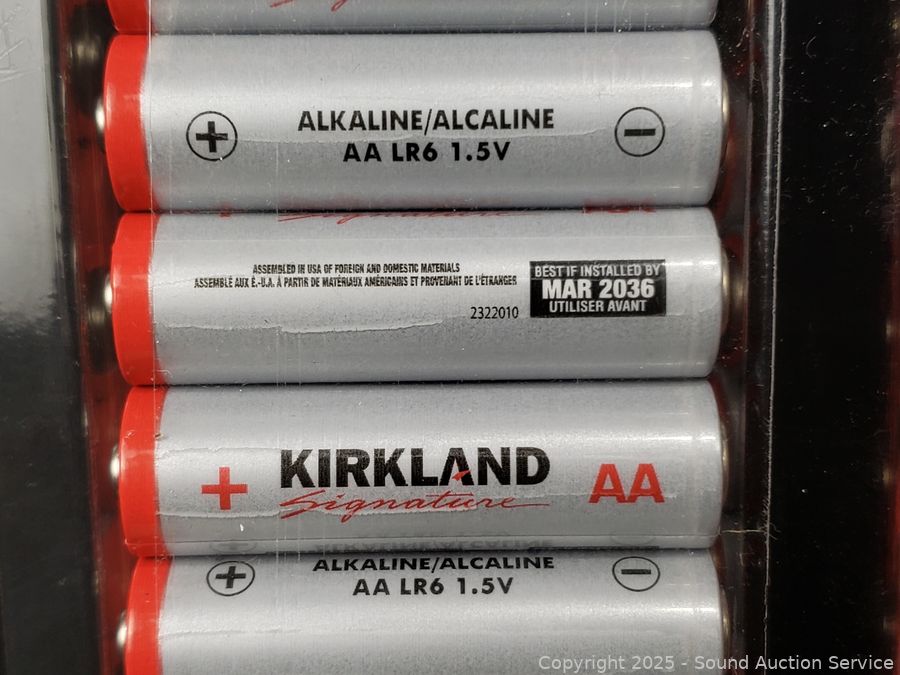 +
ALKALINE/ALCALINE
AA LR6 1.5V
−
ASSEMBLED IN USA OF FOREIGN AND DOMESTIC MATERIALS
ASSEMBLÉ AUX É.-U.A. À PARTIR DE MATÉRIAUX AMÉRICAINS ET PROVENANT DE L'ÉTRANGER
2322010
BEST IF INSTALLED BY
MAR 2036
UTILISER AVANT
+
KIRKLAND
Signature
AA
+
ALKALINE/ALCALINE
AA LR6 1.5V
−
Copyright © 2025 - Sound Auction Service